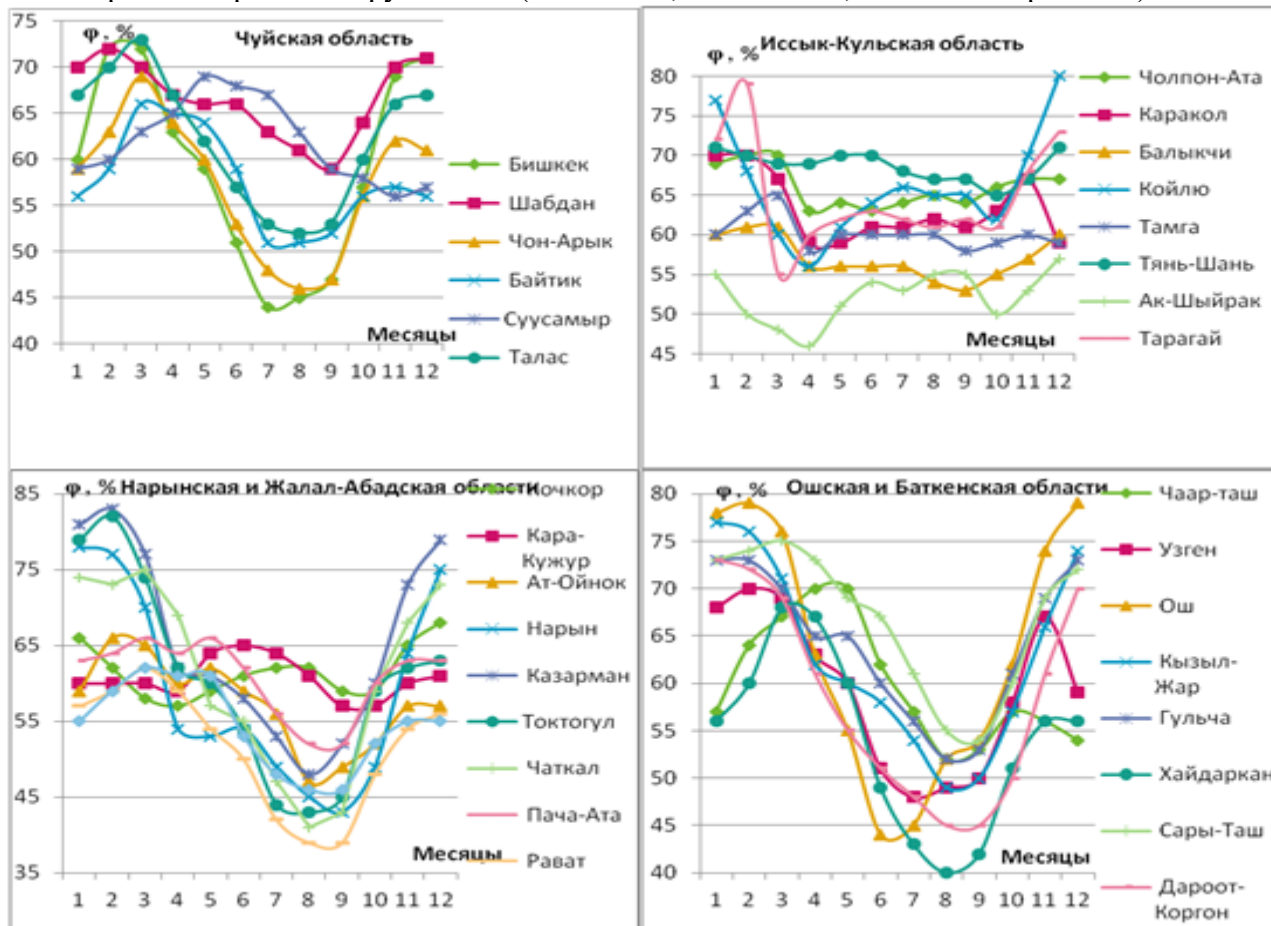 75
φ, %
Чуйская область
70
65
60
55
50
45
40
Бишкек
Шабдан
Чон-Арык
Байтик
Суусамыр
Талас
Месяцы
1 2 3 4 5 6 7 8 9 10 11 12
φ, %
Иссык-Кульская область
80
75
70
65
60
55
50
45
Чолпон-Ата
Каракол
Балыкчи
Койлю
Тамга
Тянь-Шань
Ак-Шыйрак
Тарагай
Месяцы
1 2 3 4 5 6 7 8 9 10 11 12
φ, % Нарынская и Жалал-Абадская области
85
75
65
55
45
35
Кара-
Кужур
Ат-Ойнок
Нарын
Казарман
Токтогул
Чаткал
Пача-Ата
Рават
Месяцы
1 2 3 4 5 6 7 8 9 10 11 12
φ, %
Ошская и Баткенская области
80
75
70
65
60
55
50
45
40
Чаар-таш
Узген
Ош
Кызыл-
Жар
Гульча
Хайдаркан
Сары-Таш
Дароот-
Коргон
Месяцы
1 2 3 4 5 6 7 8 9 10 11 12